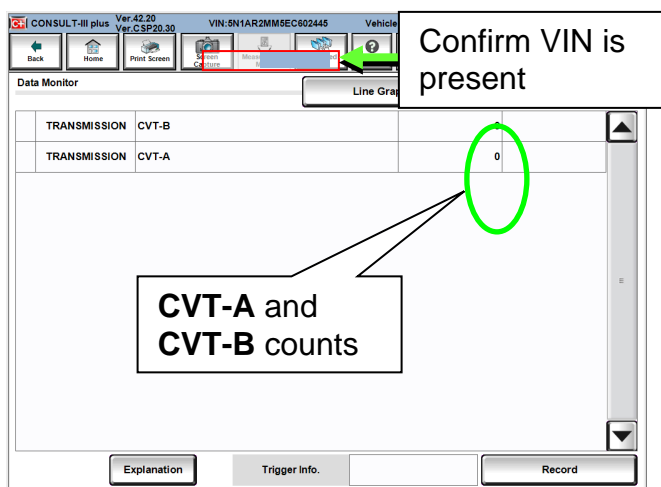 CONSULT-III plus Ver.42.20 VIN:5N1AR2MM5EC602445 Vehicle
Ver.CSP20.30
Back Home Print Screen Screen Capture
Confirm VIN is
present
Data Monitor
Line Gra
TRANSMISSION CVT-B
TRANSMISSION CVT-A 0
CVT-A and
CVT-B counts
Explanation Trigger Info. Record